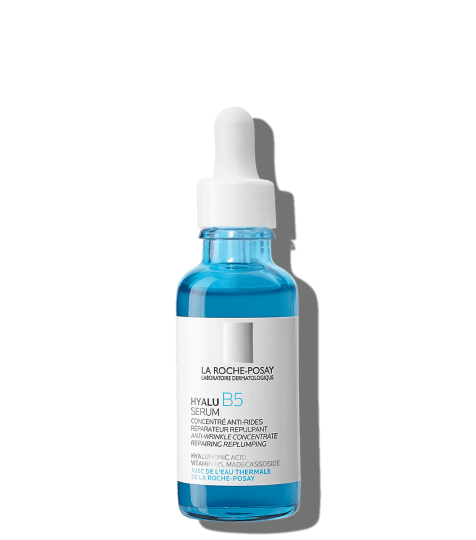 LA ROCHE-POSAY
LABORATOIRE DERMATOLOGIQUE
HYALU B5
SERUM
CONCENTRÉ ANTI-RIDES
RÉPARATEUR REPULPANT
ANTI-WRINKLE CONCENTRATE
REPAIRING REPLUMPING
HYALURONIC ACID,
VITAMIN B5, MADECASSOSIDE
AVEC DE L'EAU THERMALE
DE LA ROCHE-POSAY